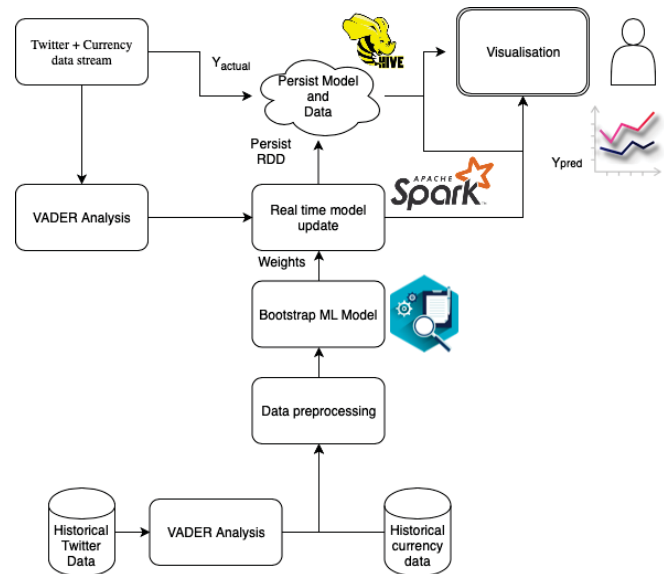 Twitter + Currency
data stream
Yactual
HIVE
Persist Model
and
Data
Visualisation
Persist
RDD
APACHE
Spark
Ypred
VADER Analysis
Real time model
update
Weights
Bootstrap ML Model
Data preprocessing
Historical
Twitter
Data
VADER Analysis
Historical
currency
data